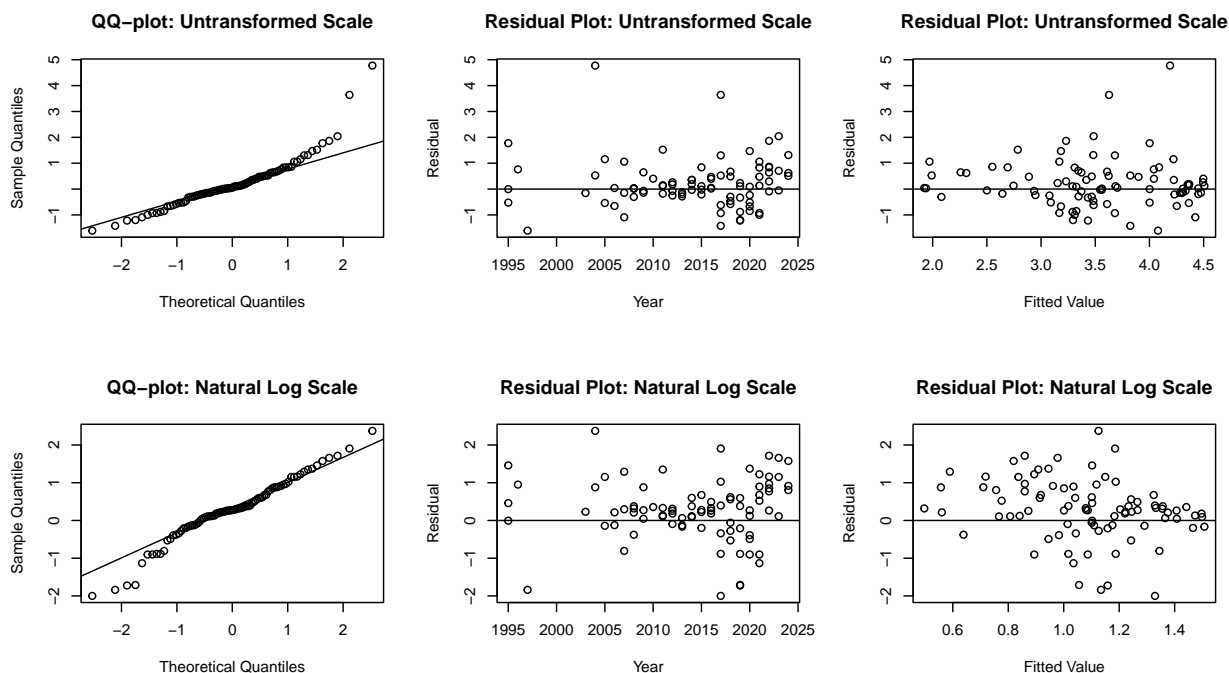 QQ−plot: Untransformed Scale
Sample Quantiles
5
4
3
2
1
−1
−2 −1 0 1 2
Theoretical Quantiles
Residual Plot: Untransformed Scale
Residual
5
4
3
2
1
−1
1995 2000 2005 2010 2015 2020 2025
Year
Residual Plot: Untransformed Scale
Residual
5
4
3
2
1
−1
2.0 2.5 3.0 3.5 4.0 4.5
Fitted Value
QQ−plot: Natural Log Scale
Sample Quantiles
2
1
0
−1
−2
−2 −1 0 1 2
Theoretical Quantiles
Residual Plot: Natural Log Scale
Residual
2
1
0
−1
−2
1995 2000 2005 2010 2015 2020 2025
Year
Residual Plot: Natural Log Scale
Residual
2
1
0
−1
−2
0.6 0.8 1.0 1.2 1.4
Fitted Value